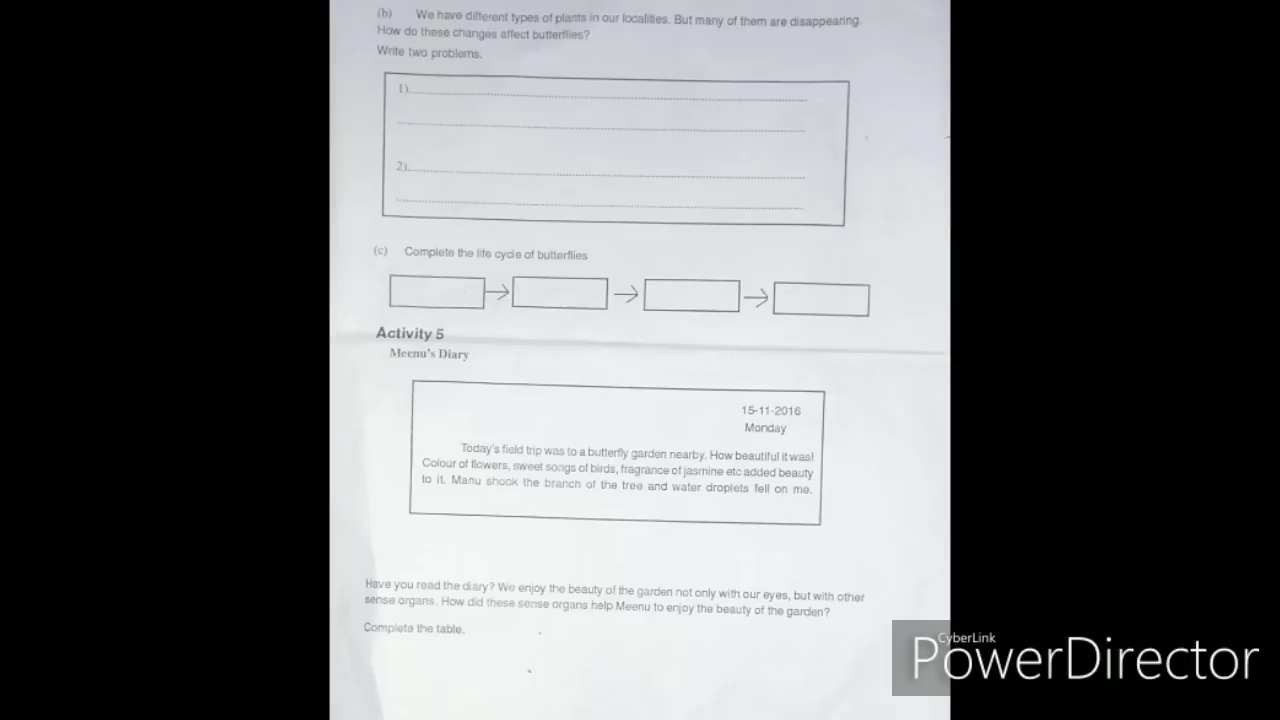 (b) We have different types of plants in our localities. But many of them are disappearing.
How do these changes affect butterflies?
Write two problems.
1)
2)
(c) Complete the life cycle of butterflies
Activity 5
Meenu's Diary
15-11-2016
Monday
Today's field trip was to a butterfly garden nearby. How beautiful it was!
Colour of flowers, sweet songs of birds, fragrance of jasmine etc added beauty
to it. Manu shook the branch of the tree and water droplets fell on me.
Have you read the diary? We enjoy the beauty of the garden not only with our eyes, but with other
sense organs. How did these sense organs help Meenu to enjoy the beauty of the garden?
Complete the table.
CyberLink
PowerDirector